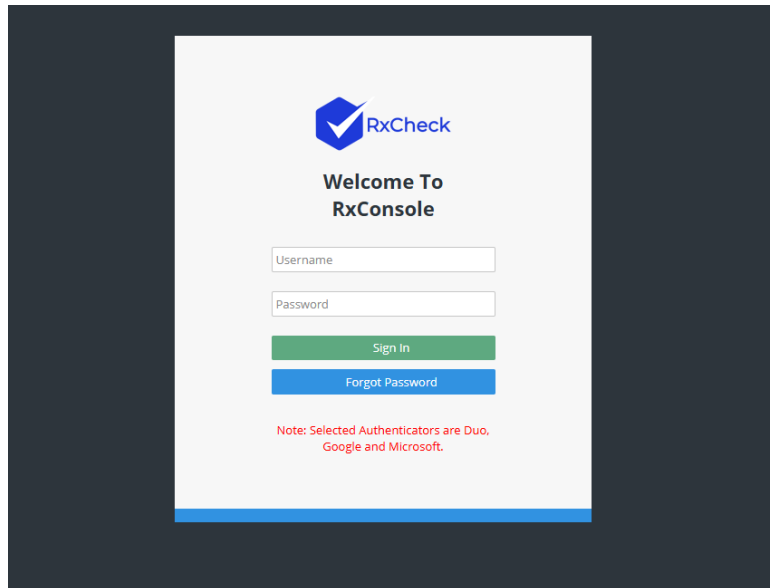 RxCheck
Welcome To
RxConsole
Username
Password
Sign In
Forgot Password
Note: Selected Authenticators are Duo,
Google and Microsoft.